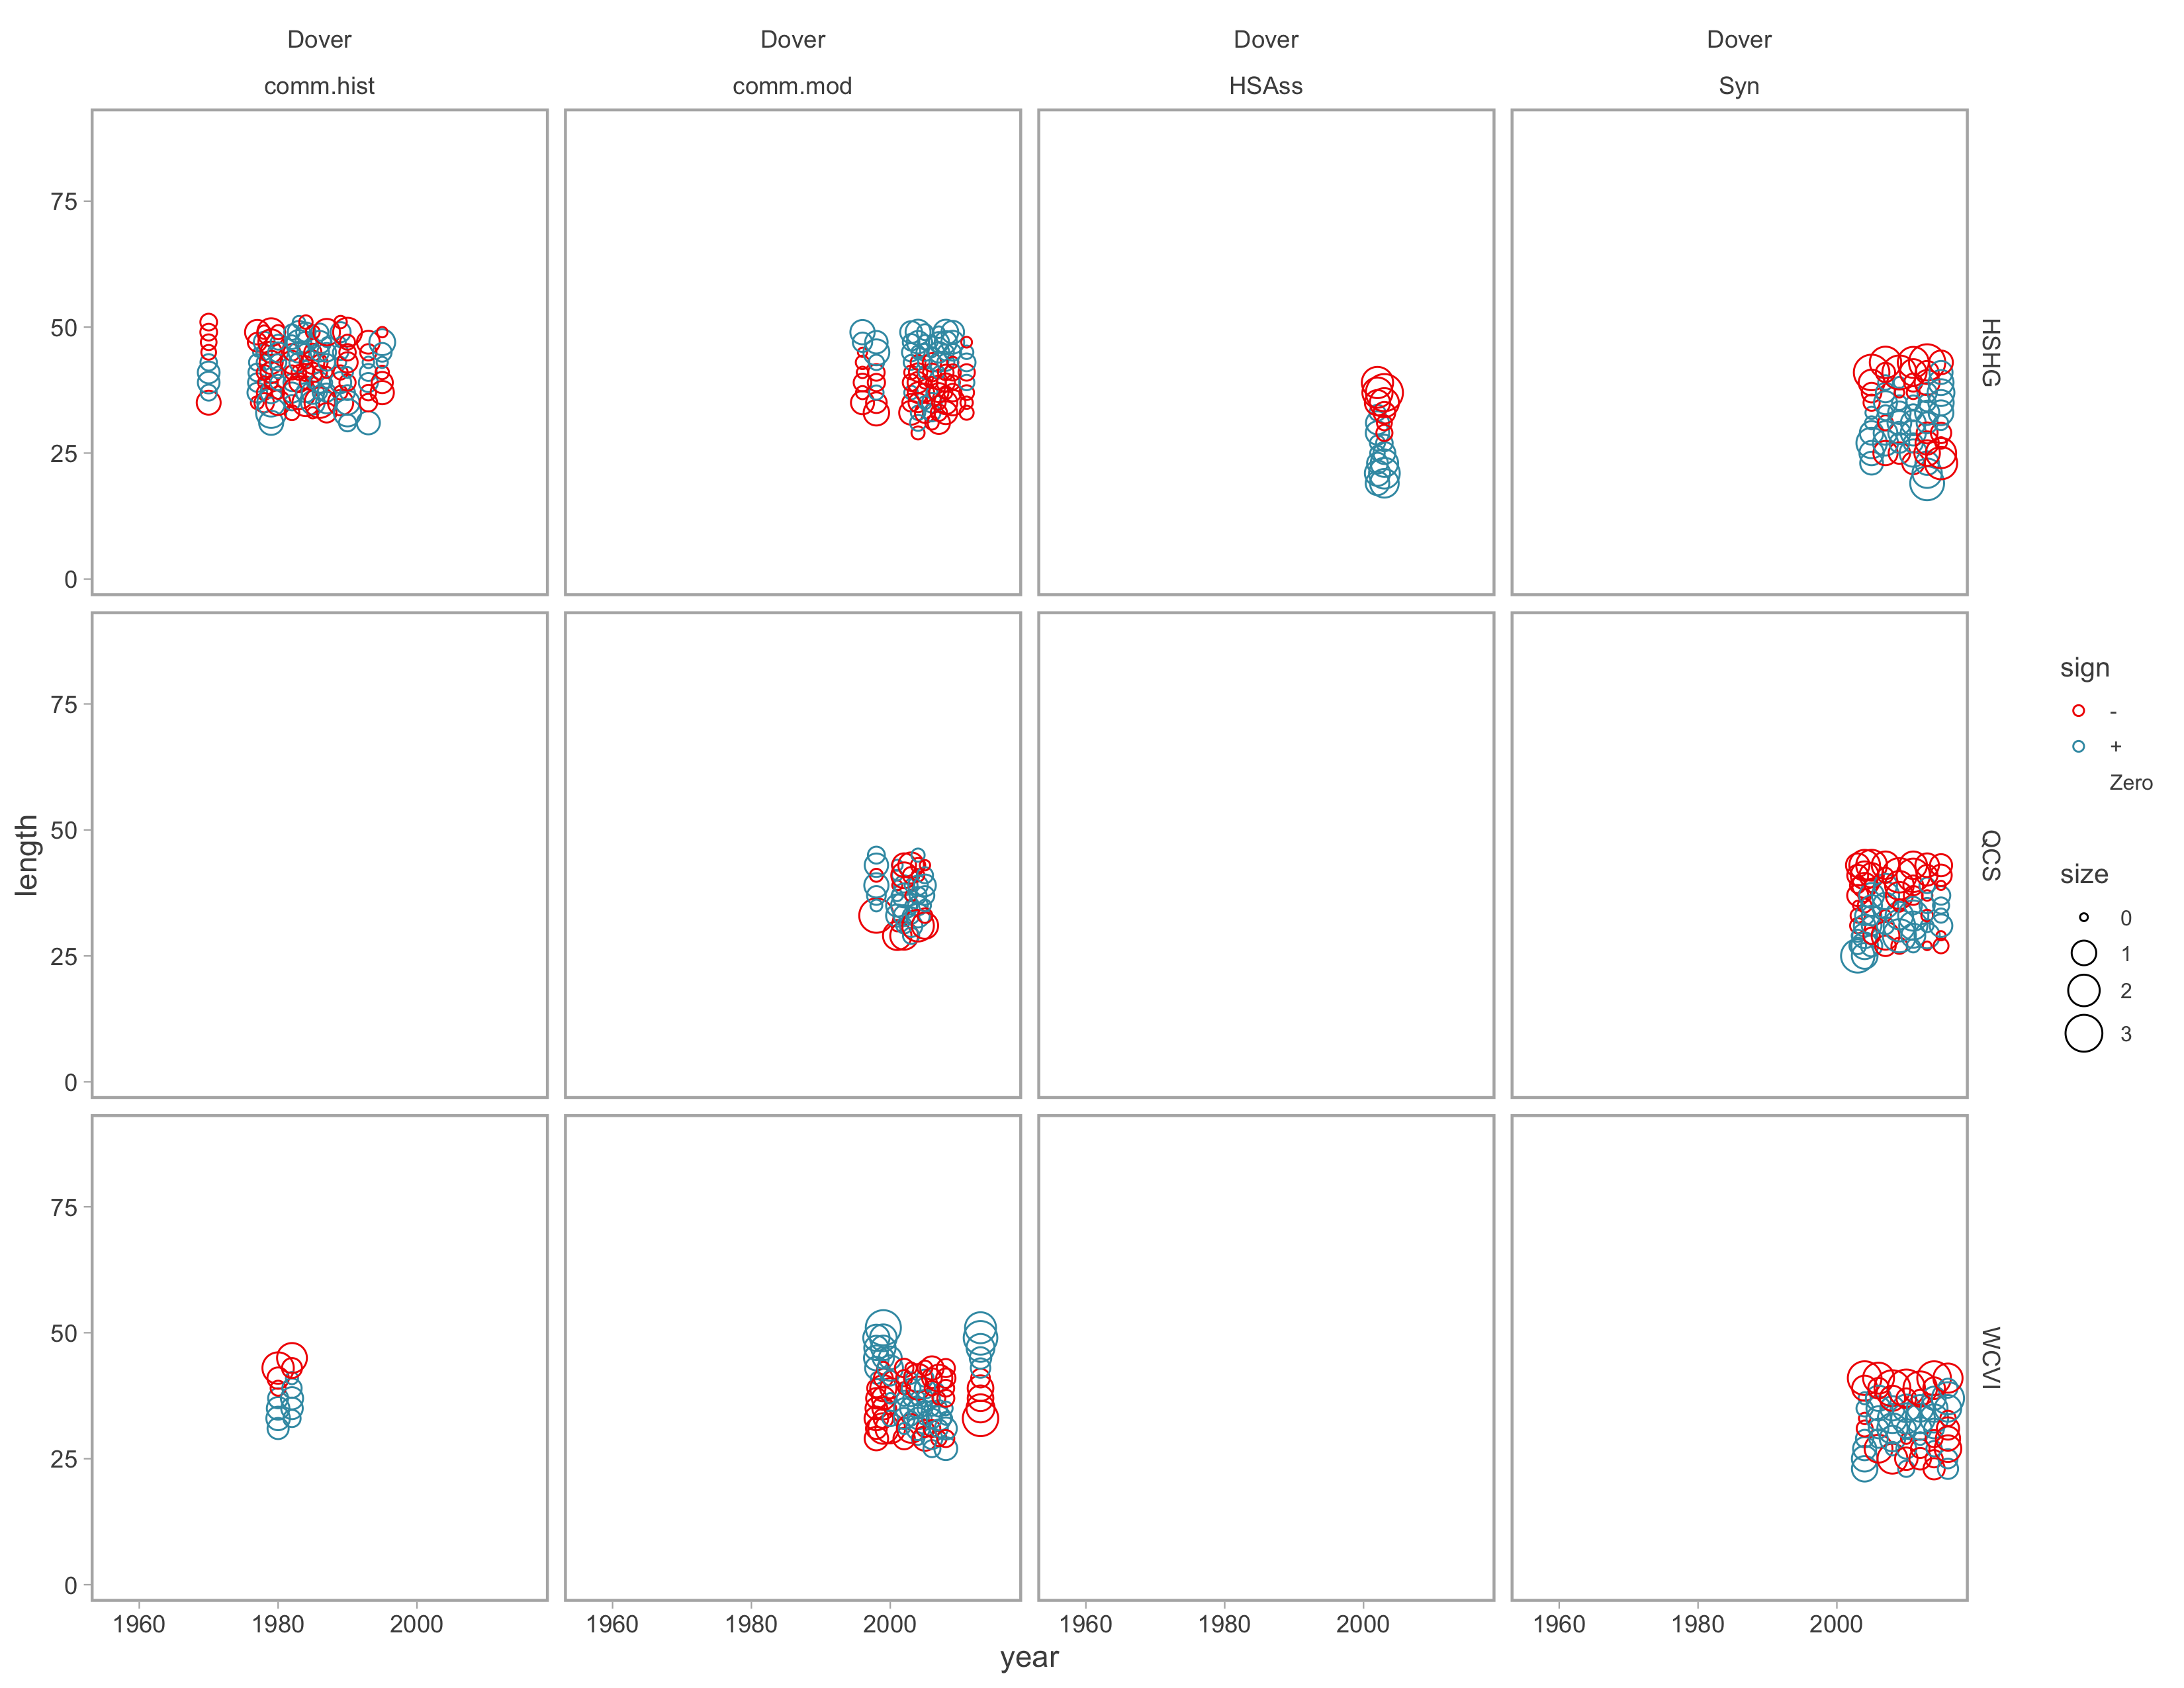 Dover Dover Dover Dover
comm.hist comm.mod HSAss Syn
75
50
25
0
HSHG
75
50
25
0
QCS
75
50
25
0
WCVI
1960 1980 2000 1960 1980 2000 1960 1980 2000 1960 1980 2000
year
length
sign
-
+
Zero
size
0
1
2
3